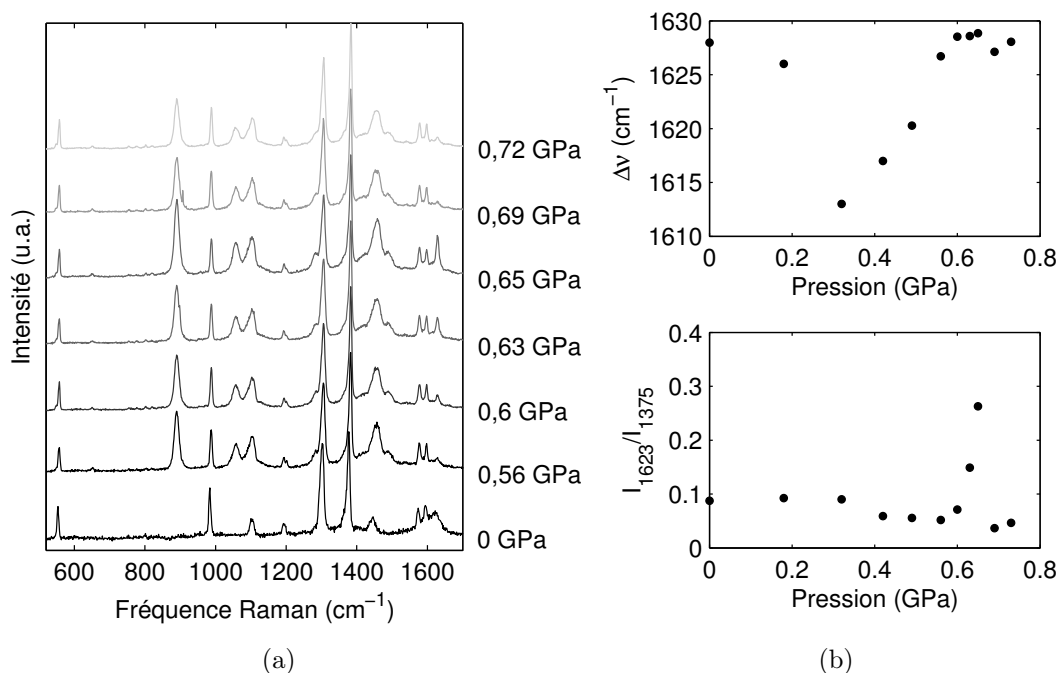 0,72 GPa
0,69 GPa
0,65 GPa
0,63 GPa
0,6 GPa
0,56 GPa
0 GPa
Intensité (u.a.)
600 800 1000 1200 1400 1600
Fréquence Raman (cm⁻¹)
(a)
1630
1625
1620
1615
1610
Δν (cm⁻¹)
0 0.2 0.4 0.6 0.8
Pression (GPa)
0.4
0.3
0.2
0.1
0
I₁₆₂₃/I₁₃₇₅
0 0.2 0.4 0.6 0.8
Pression (GPa)
(b)